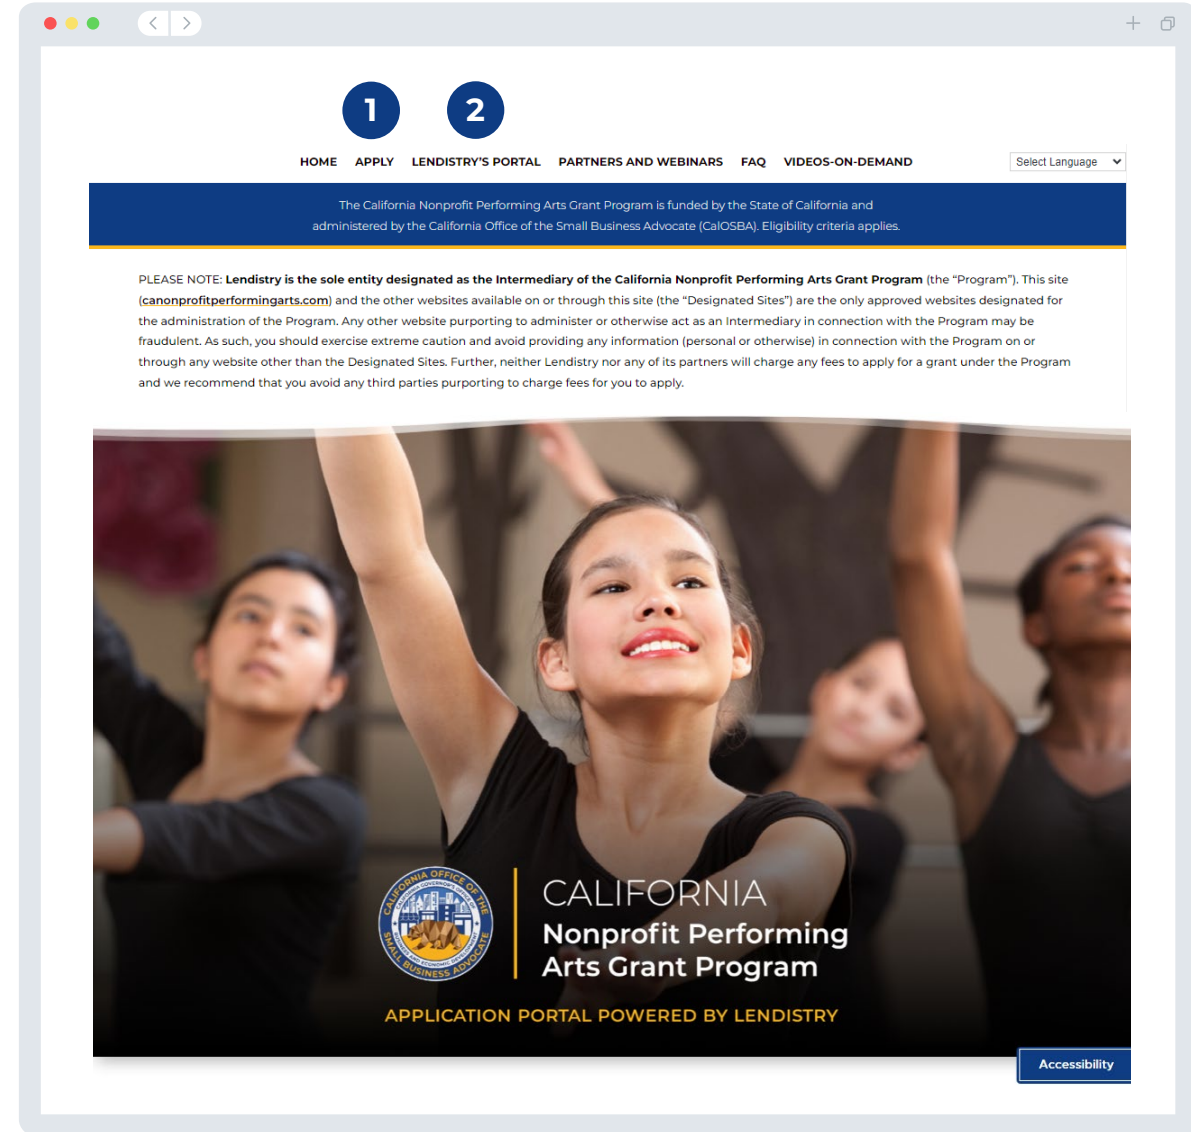 1 2
HOME APPLY LENDISTRY'S PORTAL PARTNERS AND WEBINARS FAQ VIDEOS-ON-DEMAND Select Language
The California Nonprofit Performing Arts Grant Program is funded by the State of California and
administered by the California Office of the Small Business Advocate (CalOSBA). Eligibility criteria applies.
PLEASE NOTE: Lendistry is the sole entity designated as the Intermediary of the California Nonprofit Performing Arts Grant Program (the “Program”). This site
(canonprofitperformingarts.com) and the other websites available on or through this site (the “Designated Sites”) are the only approved websites designated for
the administration of the Program. Any other website purporting to administer or otherwise act as an Intermediary in connection with the Program may be
fraudulent. As such, you should exercise extreme caution and avoid providing any information (personal or otherwise) in connection with the Program on or
through any website other than the Designated Sites. Further, neither Lendistry nor any of its partners will charge any fees to apply for a grant under the Program
and we recommend that you avoid any third parties purporting to charge fees for you to apply.
CALIFORNIA OFFICE OF THE
SMALL BUSINESS ADVOCATE
CALIFORNIA GOVERNOR'S OFFICE OF
BUSINESS AND ECONOMIC DEVELOPMENT
CALIFORNIA
Nonprofit Performing
Arts Grant Program
APPLICATION PORTAL POWERED BY LENDISTRY
Accessibility